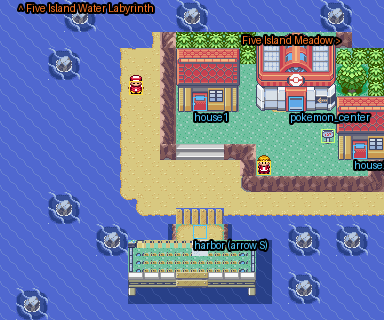 ^ Five Island Water Labyrinth
Five Island Meadow >
house1
pokemon_center
house
harbor (arrow S)